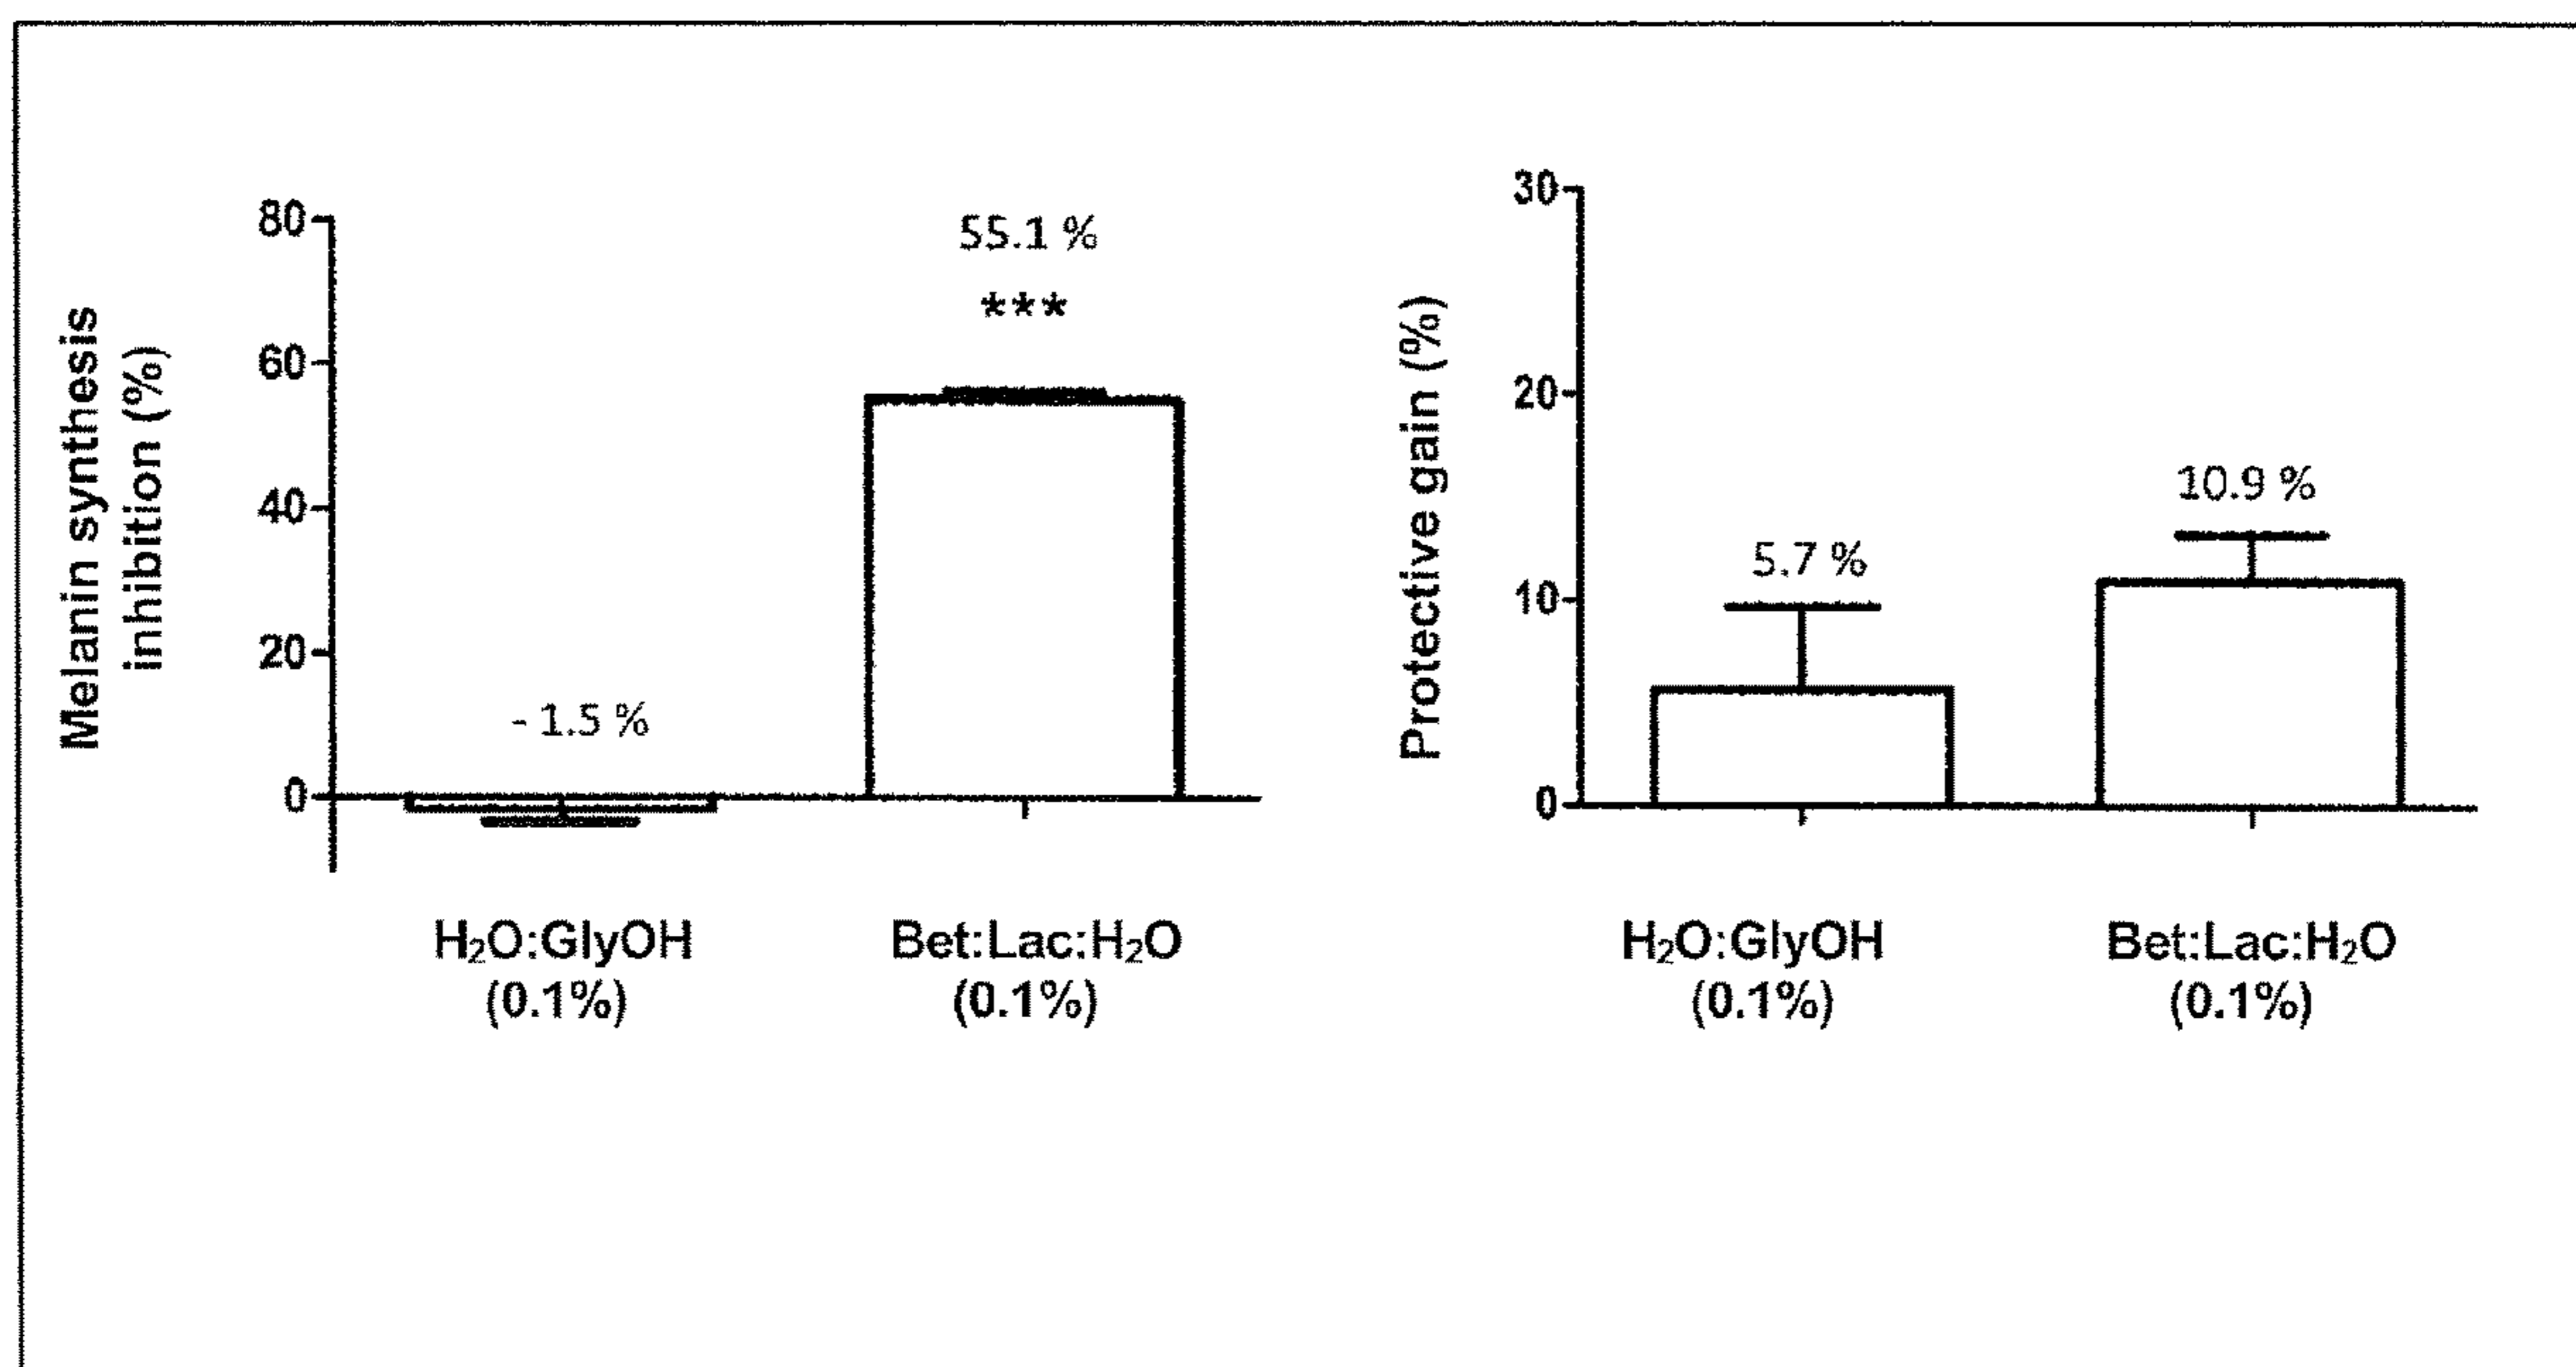 Melanin synthesis
inhibition (%)
80
60
40
20
0
55.1 %
***
- 1.5 %
H₂O:GlyOH
(0.1%)
Bet:Lac:H₂O
(0.1%)
Protective gain (%)
30
20
10
0
5.7 %
10.9 %
H₂O:GlyOH
(0.1%)
Bet:Lac:H₂O
(0.1%)